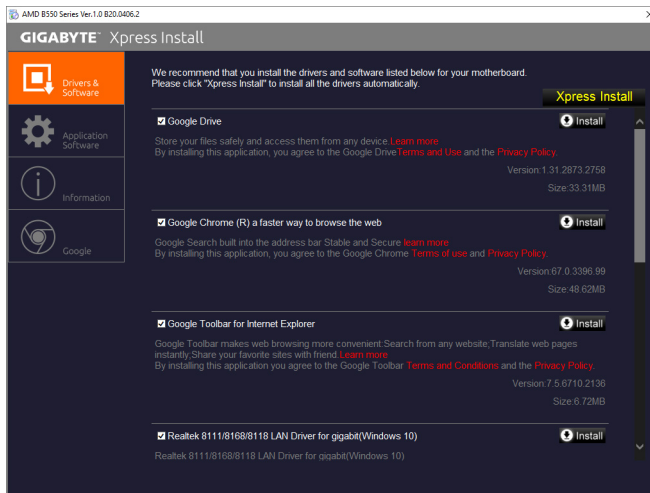 AMD B550 Series Ver.1.0 B20.0406.2
GIGABYTE™ Xpress Install
Drivers &
Software
Application
Software
Information
Google
We recommend that you install the drivers and software listed below for your motherboard.
Please click "Xpress Install" to install all the drivers automatically.
Xpress Install
Google Drive
Install
Store your files safely and access them from any device.Learn more
By installing this application, you agree to the Google DriveTerms and Use and the Privacy Policy.
Version:1.31.2873.2758
Size:33.31MB
Google Chrome (R) a faster way to browse the web
Install
Google Search built into the address bar Stable and Secure learn more
By installing this application, you agree to the Google Chrome Terms of use and Privacy Policy.
Version:67.0.3396.99
Size:48.62MB
Google Toolbar for Internet Explorer
Install
Google Toolbar makes web browsing more convenient.Search from any website;Translate web pages
instantly;Share your favorite sites with friend.Learn more
By installing this application you agree to the Google Toolbar Terms and Conditions and the Privacy Policy.
Version:7.5.6710.2136
Size:6.72MB
Realtek 8111/8168/8118 LAN Driver for gigabit(Windows 10)
Install
Realtek 8111/8168/8118 LAN Driver for gigabit(Windows 10)